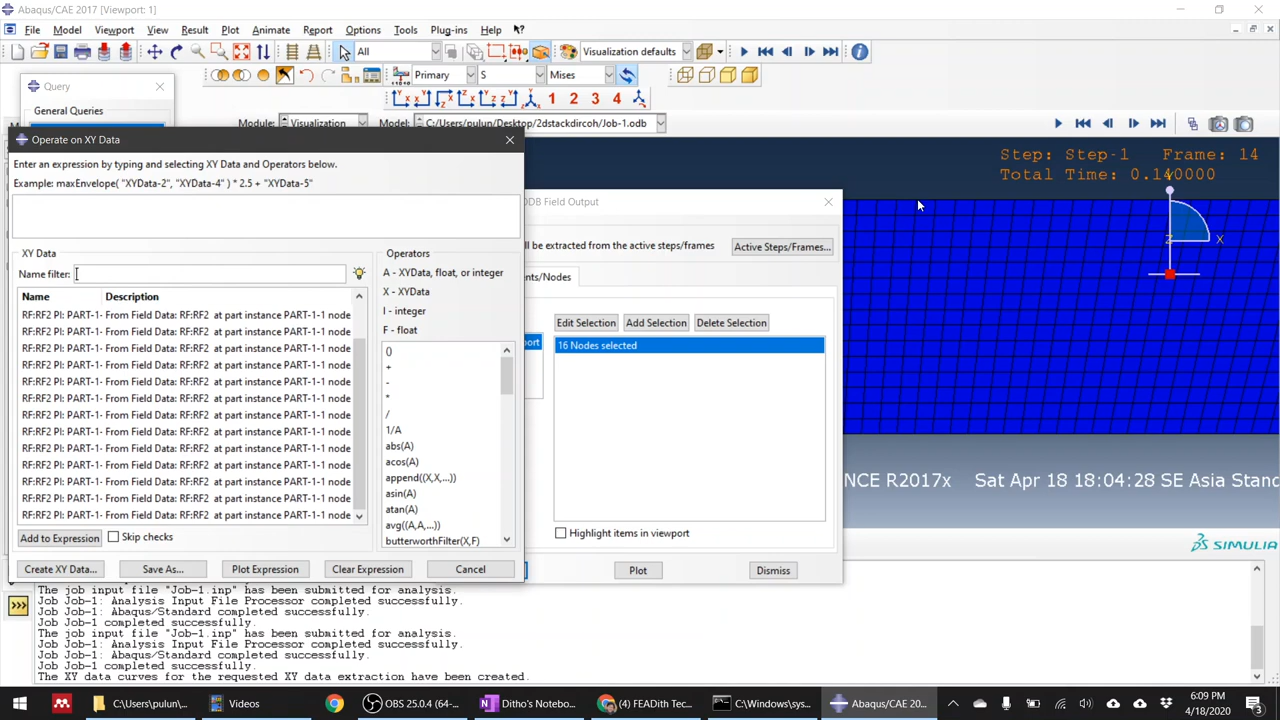 Abaqus/CAE 2017 [Viewport: 1]
File Model Viewport View Result Plot Animate Report Options Tools Plug-ins Help
All Visualization defaults
Primary S Mises
1 2 3 4
Query
General Queries
Module: Visualization Model: C:/Users/pulun/Desktop/2dstackdircoh/Job-1.odb
Operate on XY Data
Enter an expression by typing and selecting XY Data and Operators below.
Example: maxEnvelope( "XYData-2", "XYData-4" ) * 2.5 + "XYData-5"
XY Data
Name filter:
Name Description
RF:RF2 PI: PART-1- From Field Data: RF:RF2 at part instance PART-1-1 node
RF:RF2 PI: PART-1- From Field Data: RF:RF2 at part instance PART-1-1 node
RF:RF2 PI: PART-1- From Field Data: RF:RF2 at part instance PART-1-1 node
RF:RF2 PI: PART-1- From Field Data: RF:RF2 at part instance PART-1-1 node
RF:RF2 PI: PART-1- From Field Data: RF:RF2 at part instance PART-1-1 node
RF:RF2 PI: PART-1- From Field Data: RF:RF2 at part instance PART-1-1 node
RF:RF2 PI: PART-1- From Field Data: RF:RF2 at part instance PART-1-1 node
RF:RF2 PI: PART-1- From Field Data: RF:RF2 at part instance PART-1-1 node
RF:RF2 PI: PART-1- From Field Data: RF:RF2 at part instance PART-1-1 node
RF:RF2 PI: PART-1- From Field Data: RF:RF2 at part instance PART-1-1 node
RF:RF2 PI: PART-1- From Field Data: RF:RF2 at part instance PART-1-1 node
RF:RF2 PI: PART-1- From Field Data: RF:RF2 at part instance PART-1-1 node
RF:RF2 PI: PART-1- From Field Data: RF:RF2 at part instance PART-1-1 node
Add to Expression Skip checks
Operators
A - XYData, float, or integer
X - XYData
I - integer
F - float
()
+
-
*
/
1/A
abs(A)
acos(A)
append((X,X,...))
asin(A)
atan(A)
avg((A,A,...))
butterworthFilter(X,F)
Create XY Data... Save As... Plot Expression Clear Expression Cancel
ODB Field Output
ll be extracted from the active steps/frames Active Steps/Frames...
nts/Nodes
Edit Selection Add Selection Delete Selection
ort
16 Nodes selected
Highlight items in viewport
Plot Dismiss
Step: Step-1 Frame: 14
Total Time: 0.140000
Y
Z X
NCE R2017x Sat Apr 18 18:04:28 SE Asia Stand
SIMULIA
The job input file "Job-1.inp" has been submitted for analysis.
Job Job-1: Analysis Input File Processor completed successfully.
Job Job-1: Abaqus/Standard completed successfully.
Job Job-1 completed successfully.
The job input file "Job-1.inp" has been submitted for analysis.
Job Job-1: Analysis Input File Processor completed successfully.
Job Job-1: Abaqus/Standard completed successfully.
Job Job-1 completed successfully.
The XY data curves for the requested XY data extraction have been created.
>>>
C:\Users\pulun\... Videos OBS 25.0.4 (64-... Ditho's Notebo... (4) FEADith Tec... C:\Windows\sys... Abaqus/CAE 20...
6:09 PM
4/18/2020